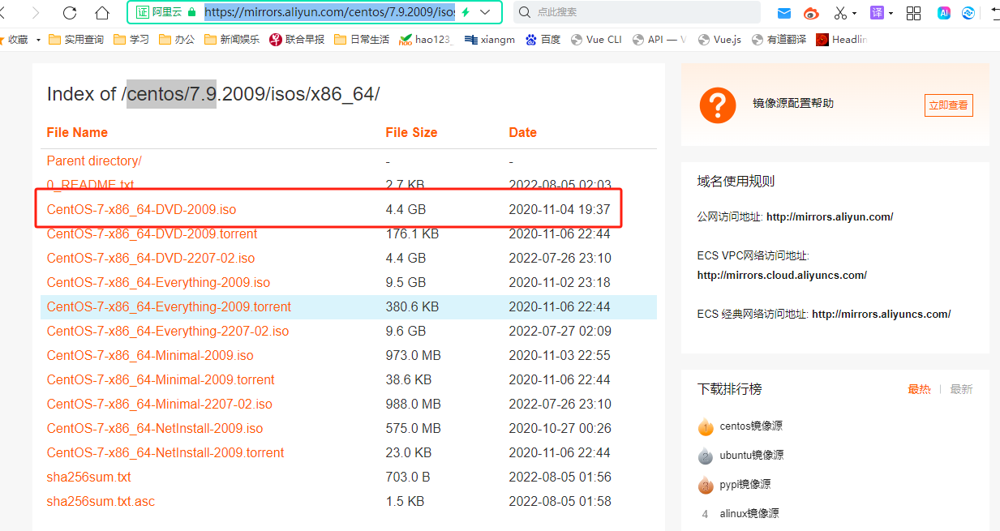 证 阿里云 https://mirrors.aliyun.com/centos/7.9.2009/isos
点此搜索
译
AI
收藏 实用查询 学习 办公 新闻娱乐 联合早报 日常生活 hao123_ xiangm 百度 Vue CLI API — V Vue.js 有道翻译 Headlin
Index of /centos/7.9.2009/isos/x86_64/
File Name File Size Date
Parent directory/ - -
0_README.txt 2.7 KB 2022-08-05 02:03
CentOS-7-x86_64-DVD-2009.iso 4.4 GB 2020-11-04 19:37
CentOS-7-x86_64-DVD-2009.torrent 176.1 KB 2020-11-06 22:44
CentOS-7-x86_64-DVD-2207-02.iso 4.4 GB 2022-07-26 23:10
CentOS-7-x86_64-Everything-2009.iso 9.5 GB 2020-11-02 23:18
CentOS-7-x86_64-Everything-2009.torrent 380.6 KB 2020-11-06 22:44
CentOS-7-x86_64-Everything-2207-02.iso 9.6 GB 2022-07-27 02:09
CentOS-7-x86_64-Minimal-2009.iso 973.0 MB 2020-11-03 22:55
CentOS-7-x86_64-Minimal-2009.torrent 38.6 KB 2020-11-06 22:44
CentOS-7-x86_64-Minimal-2207-02.iso 988.0 MB 2022-07-26 23:10
CentOS-7-x86_64-NetInstall-2009.iso 575.0 MB 2020-10-27 00:26
CentOS-7-x86_64-NetInstall-2009.torrent 23.0 KB 2020-11-06 22:44
sha256sum.txt 703.0 B 2022-08-05 01:56
sha256sum.txt.asc 1.5 KB 2022-08-05 01:58
? 镜像源配置帮助 立即查看
域名使用规则
公网访问地址: http://mirrors.aliyun.com/
ECS VPC网络访问地址:
http://mirrors.cloud.aliyuncs.com/
ECS 经典网络访问地址: http://mirrors.aliyuncs.com/
下载排行榜 最热 | 最新
1 centos镜像源
2 ubuntu镜像源
3 pypi镜像源
4 alinux镜像源